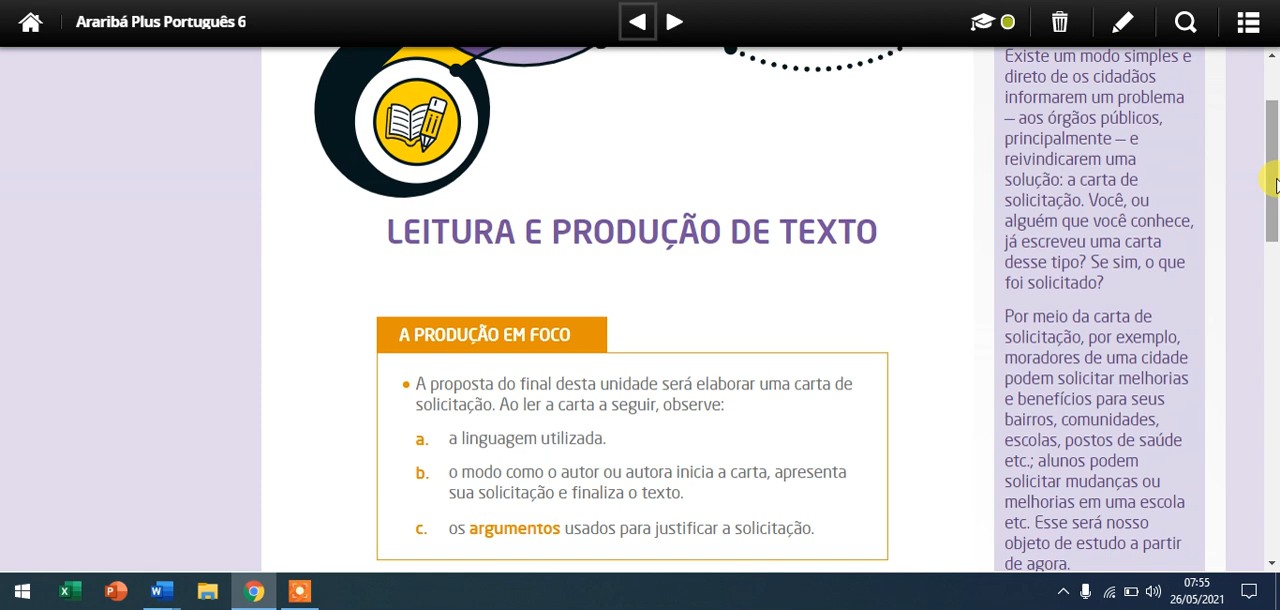 Araribá Plus Português 6
LEITURA E PRODUÇÃO DE TEXTO
A PRODUÇÃO EM FOCO
• A proposta do final desta unidade será elaborar uma carta de
solicitação. Ao ler a carta a seguir, observe:
a. a linguagem utilizada.
b. o modo como o autor ou autora inicia a carta, apresenta
sua solicitação e finaliza o texto.
c. os argumentos usados para justificar a solicitação.
Existe um modo simples e
direto de os cidadãos
informarem um problema
— aos órgãos públicos,
principalmente — e
reivindicarem uma
solução: a carta de
solicitação. Você, ou
alguém que você conhece,
já escreveu uma carta
desse tipo? Se sim, o que
foi solicitado?
Por meio da carta de
solicitação, por exemplo,
moradores de uma cidade
podem solicitar melhorias
e benefícios para seus
bairros, comunidades,
escolas, postos de saúde
etc.; alunos podem
solicitar mudanças ou
melhorias em uma escola
etc. Esse será nosso
objeto de estudo a partir
de agora.
07:55
26/05/2021